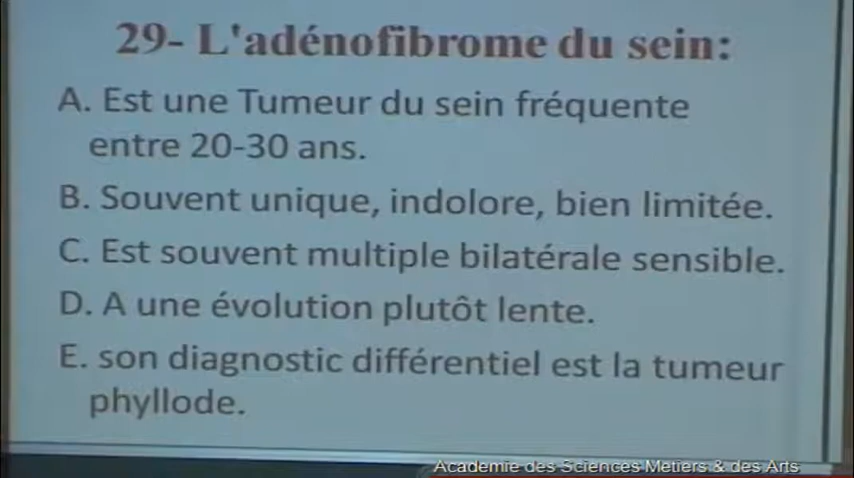 29- L'adénofibrome du sein:
A. Est une Tumeur du sein fréquente
entre 20-30 ans.
B. Souvent unique, indolore, bien limitée.
C. Est souvent multiple bilatérale sensible.
D. A une évolution plutôt lente.
E. son diagnostic différentiel est la tumeur
phyllode.
Academie des Sciences Metiers & des Arts